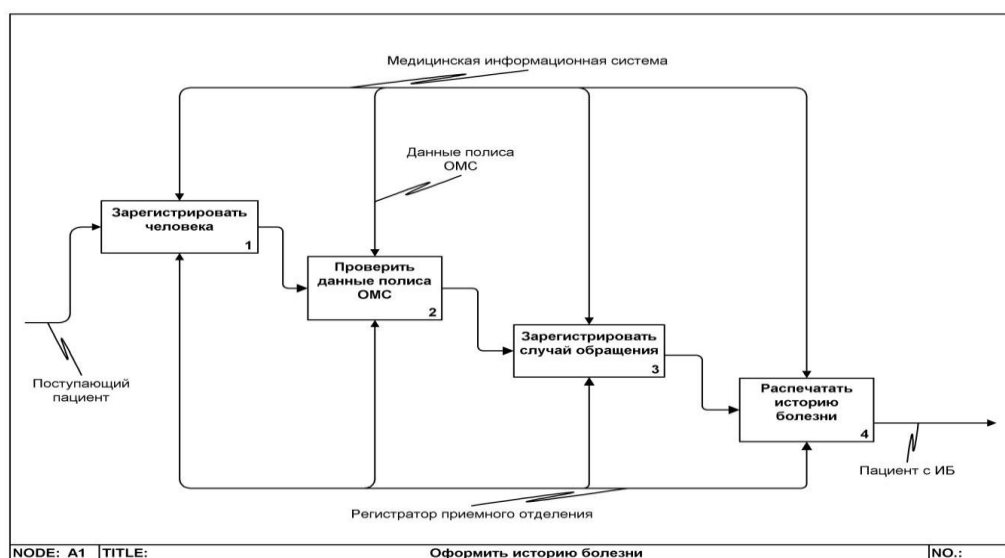 Медицинская информационная система
Данные полиса
ОМС
Зарегистрировать
человека
1
Проверить
данные полиса
ОМС
2
Зарегистрировать
случай обращения
3
Распечатать
историю
болезни
4
Поступающий
пациент
Пациент с ИБ
Регистратор приемного отделения
NODE: A1 TITLE: Оформить историю болезни NO.: